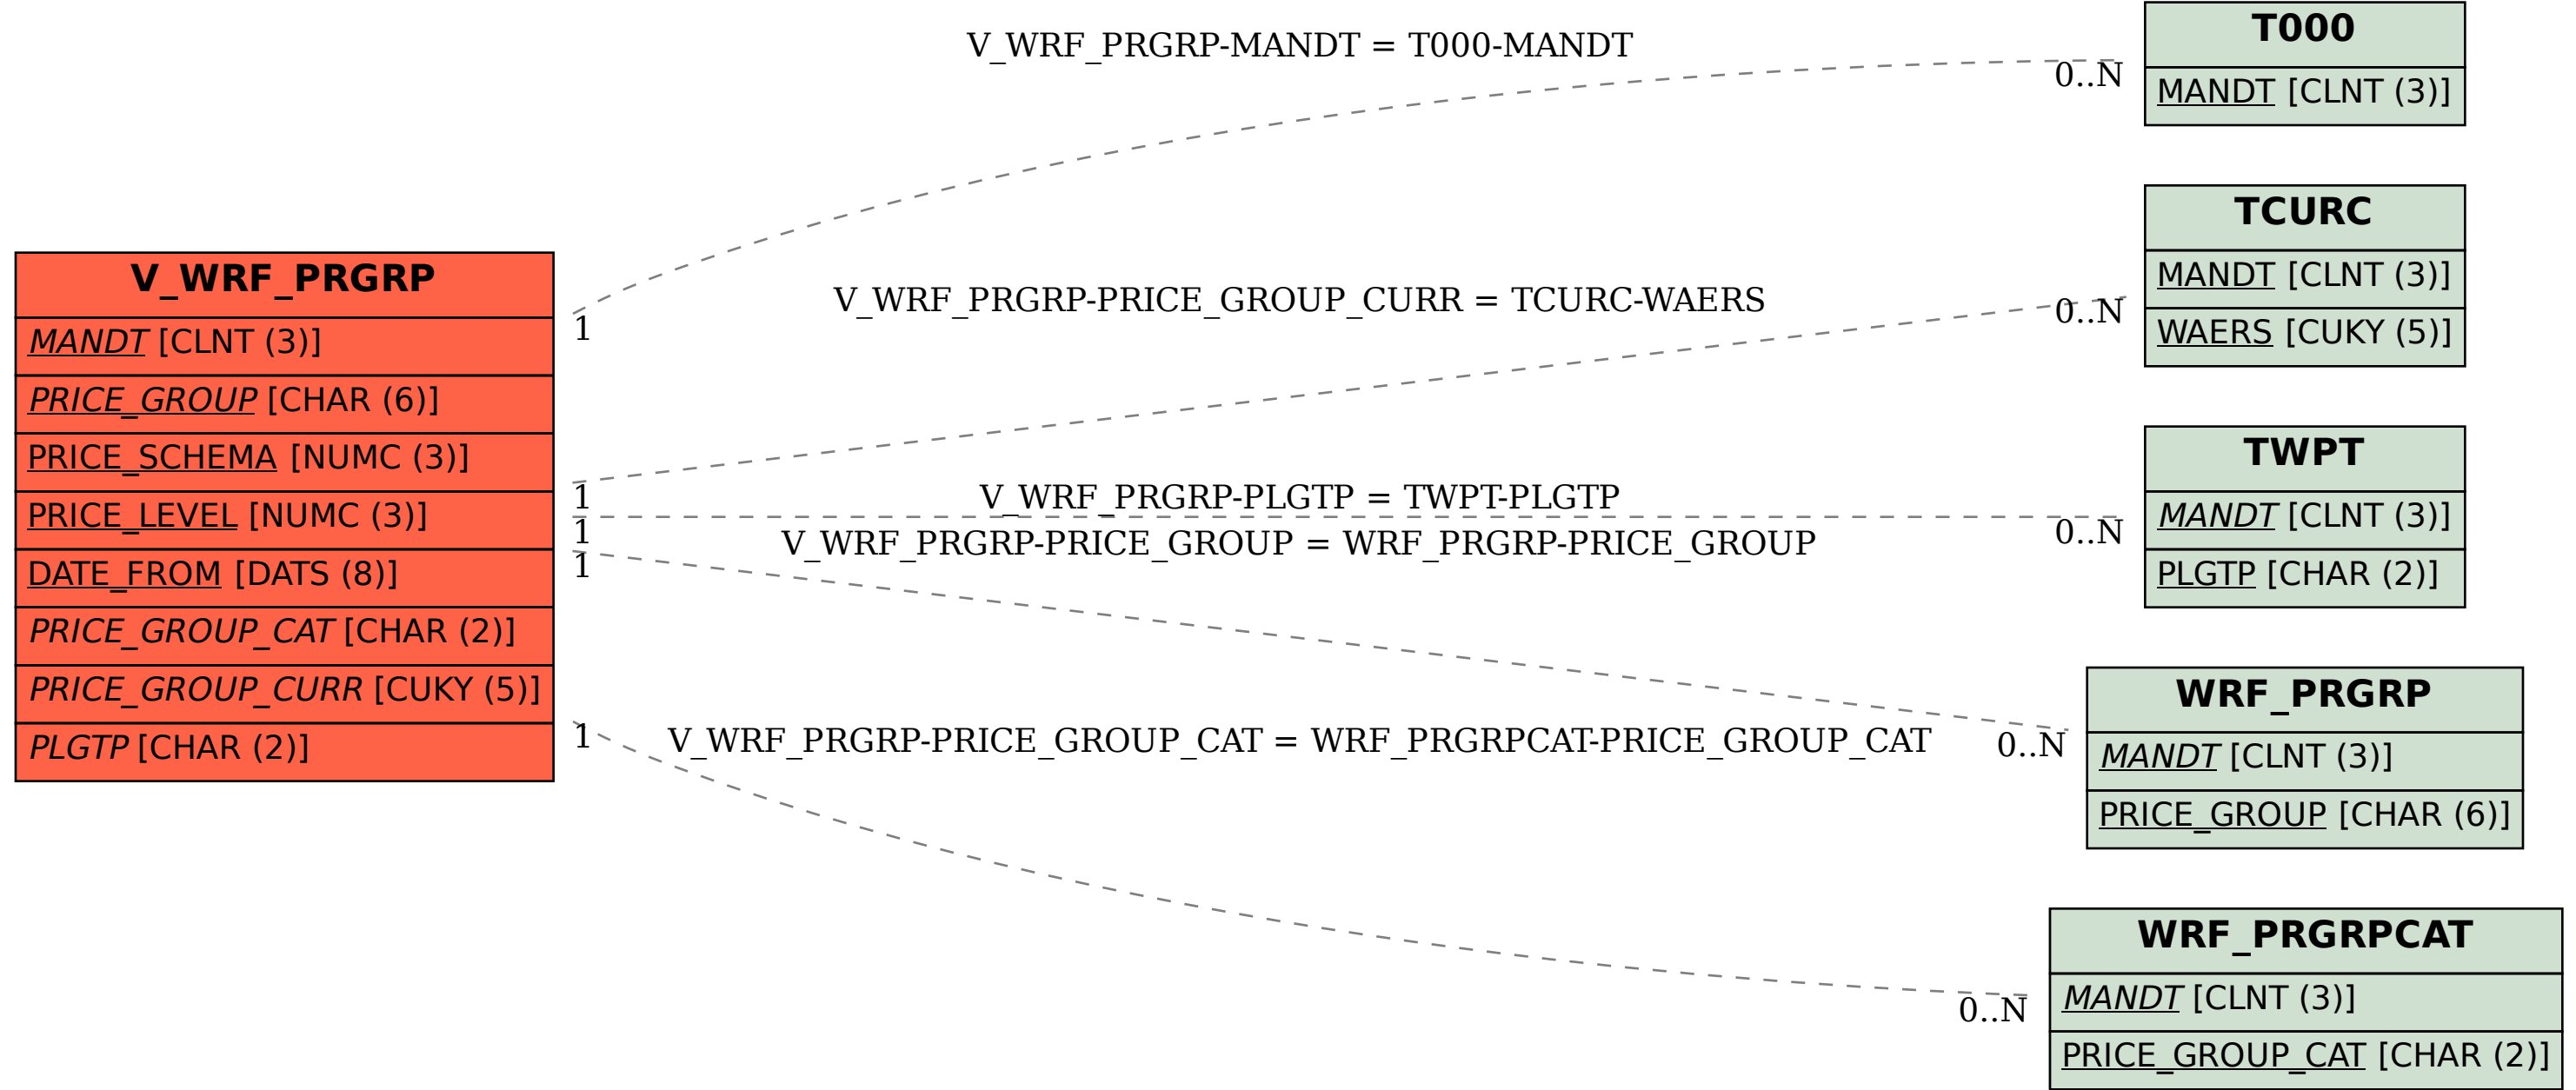 V_WRF_PRGRP
MANDT [CLNT (3)]
PRICE_GROUP [CHAR (6)]
PRICE_SCHEMA [NUMC (3)]
PRICE_LEVEL [NUMC (3)]
DATE_FROM [DATS (8)]
PRICE_GROUP_CAT [CHAR (2)]
PRICE_GROUP_CURR [CUKY (5)]
PLGTP [CHAR (2)]
V_WRF_PRGRP-MANDT = T000-MANDT
1
0..N
V_WRF_PRGRP-PRICE_GROUP_CURR = TCURC-WAERS
1
0..N
V_WRF_PRGRP-PLGTP = TWPT-PLGTP
1
0..N
V_WRF_PRGRP-PRICE_GROUP = WRF_PRGRP-PRICE_GROUP
1
0..N
V_WRF_PRGRP-PRICE_GROUP_CAT = WRF_PRGRPCAT-PRICE_GROUP_CAT
1
0..N
T000
MANDT [CLNT (3)]
TCURC
MANDT [CLNT (3)]
WAERS [CUKY (5)]
TWPT
MANDT [CLNT (3)]
PLGTP [CHAR (2)]
WRF_PRGRP
MANDT [CLNT (3)]
PRICE_GROUP [CHAR (6)]
WRF_PRGRPCAT
MANDT [CLNT (3)]
PRICE_GROUP_CAT [CHAR (2)]